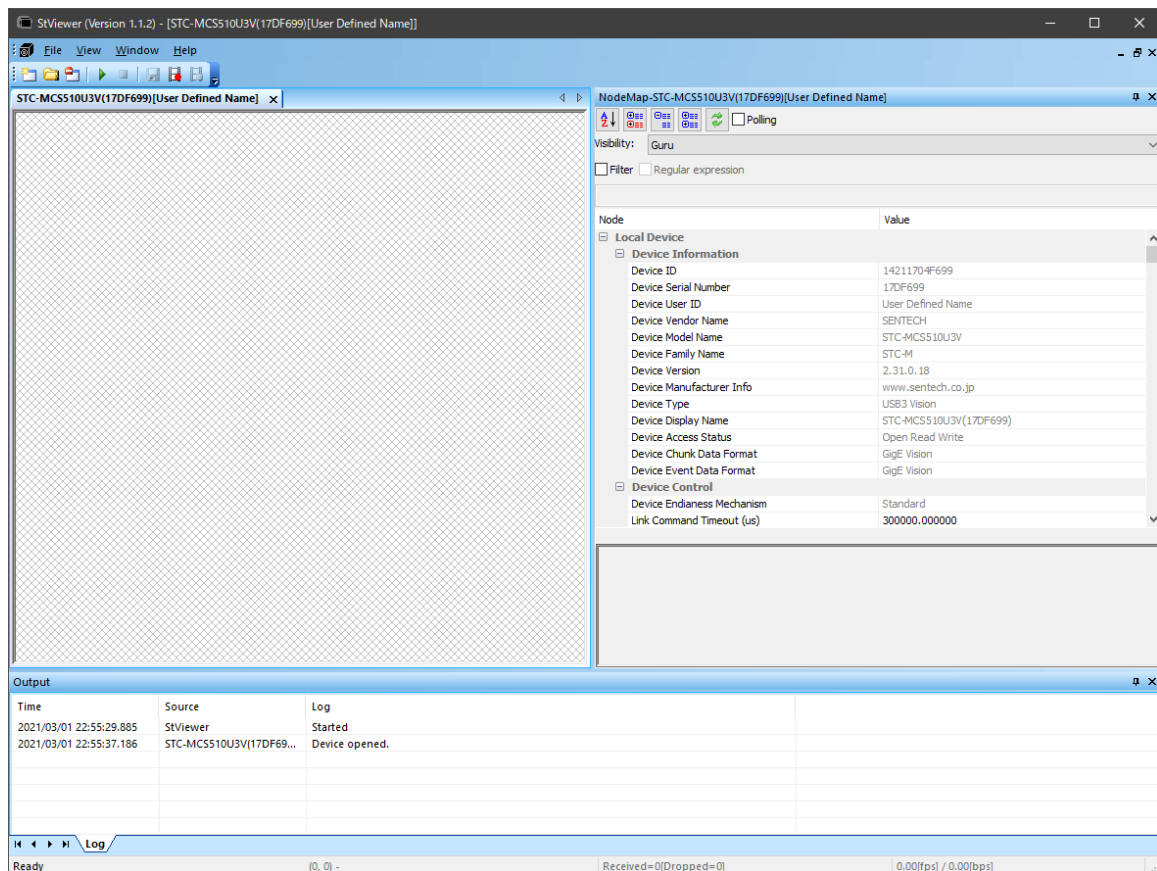 StViewer (Version 1.1.2) - [STC-MCS510U3V(17DF699)[User Defined Name]]
File View Window Help
STC-MCS510U3V(17DF699)[User Defined Name]
NodeMap-STC-MCS510U3V(17DF699)[User Defined Name]
Polling
Visibility: Guru
Filter Regular expression
Node Value
Local Device
Device Information
Device ID 14211704F699
Device Serial Number 17DF699
Device User ID User Defined Name
Device Vendor Name SENTECH
Device Model Name STC-MCS510U3V
Device Family Name STC-M
Device Version 2.31.0.18
Device Manufacturer Info www.sentech.co.jp
Device Type USB3 Vision
Device Display Name STC-MCS510U3V(17DF699)
Device Access Status Open Read Write
Device Chunk Data Format GigE Vision
Device Event Data Format GigE Vision
Device Control
Device Endianess Mechanism Standard
Link Command Timeout (us) 300000.000000
Output
Time Source Log
2021/03/01 22:55:29.885 StViewer Started
2021/03/01 22:55:37.186 STC-MCS510U3V(17DF69... Device opened.
Log
Ready (0, 0) - Received=0[Dropped=0] 0.00[fps] / 0.00[bps]